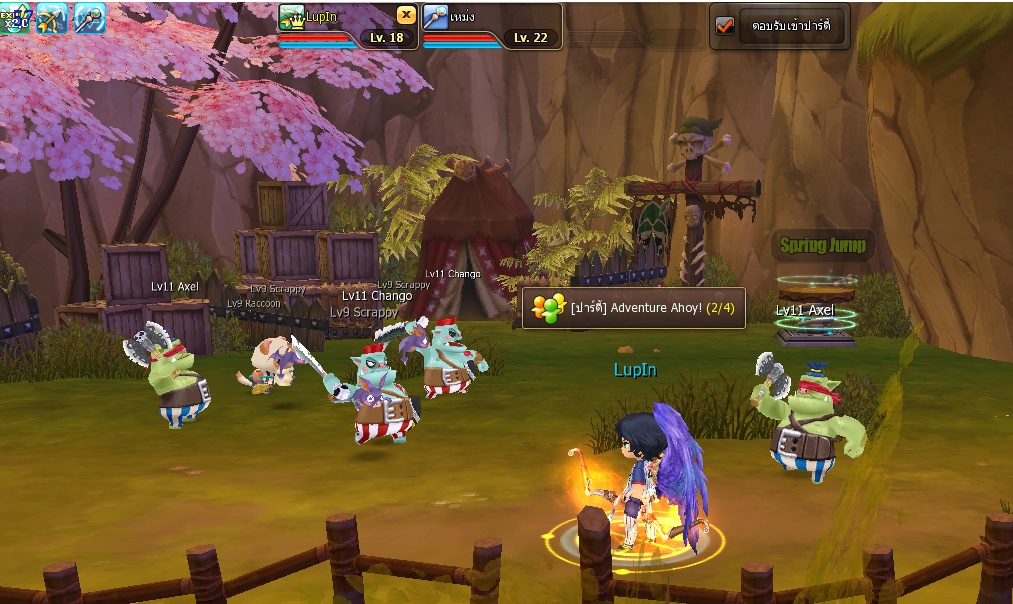 EXP
x2.0
LupIn
Lv. 18
เหม่ง
Lv. 22
ตอบรับเข้าปาร์ตี้
Spring Jump
Lv11 Chango
Lv11 Axel
Lv9 Scrappy
Lv9 Scrappy
Lv11 Chango
Lv9 Raccoon
Lv9 Scrappy
[ปาร์ตี้] Adventure Ahoy! (2/4)
Lv11 Axel
LupIn